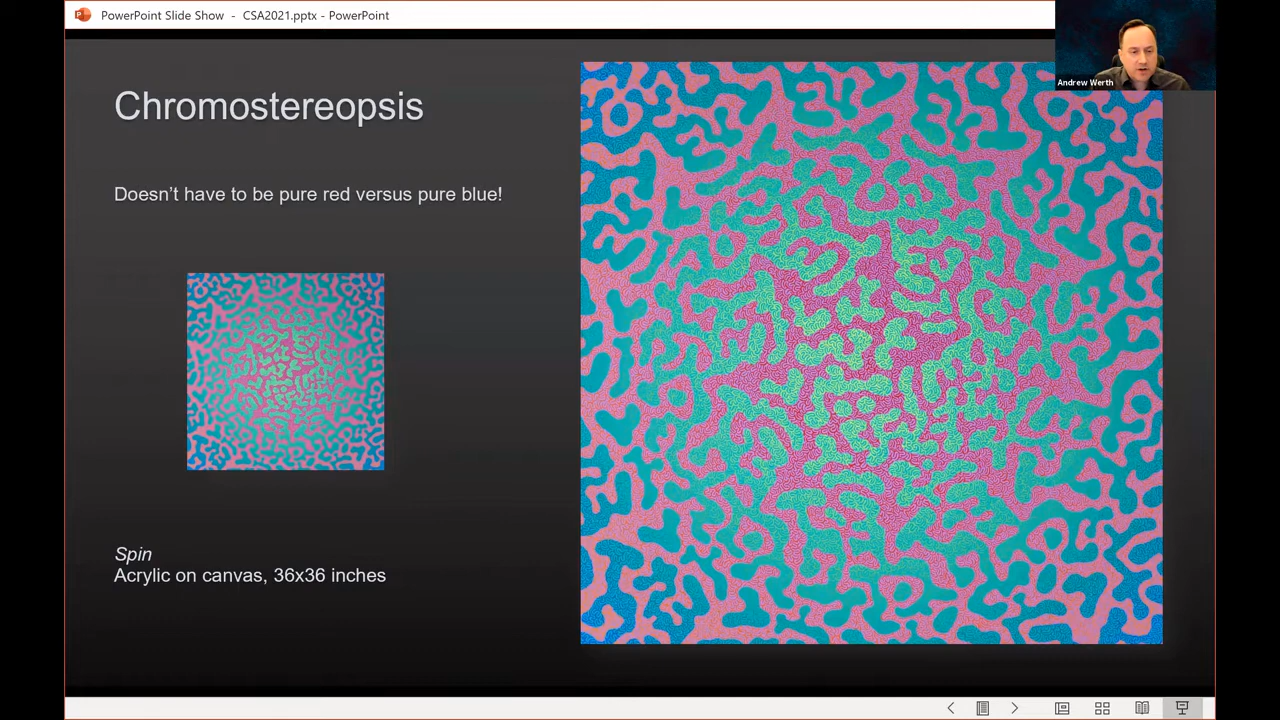 PowerPoint Slide Show - CSA2021.pptx - PowerPoint
Andrew Werth
Chromostereopsis
Doesn’t have to be pure red versus pure blue!
Spin
Acrylic on canvas, 36x36 inches